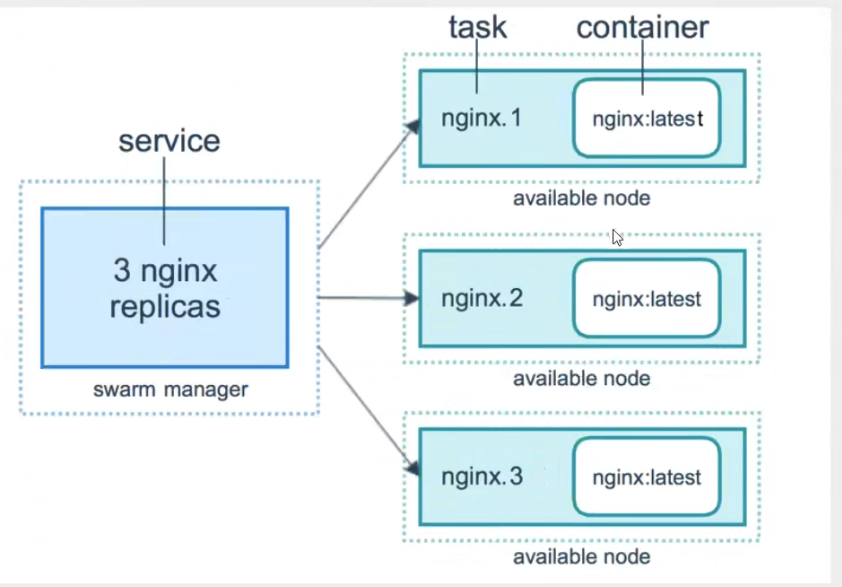 task
container
service
nginx.1
nginx:latest
available node
3 nginx
replicas
swarm manager
nginx.2
nginx:latest
available node
nginx.3
nginx:latest
available node